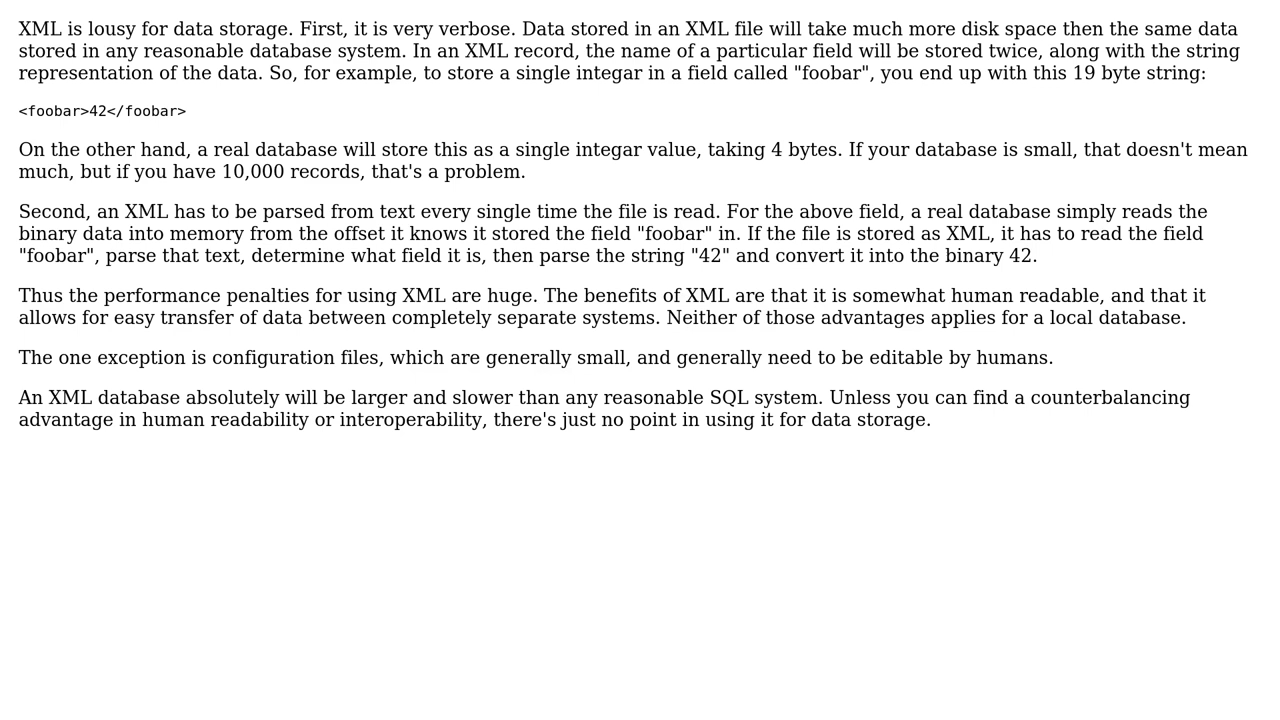 XML is lousy for data storage. First, it is very verbose. Data stored in an XML file will take much more disk space then the same data
stored in any reasonable database system. In an XML record, the name of a particular field will be stored twice, along with the string
representation of the data. So, for example, to store a single integar in a field called "foobar", you end up with this 19 byte string:
<foobar>42</foobar>
On the other hand, a real database will store this as a single integar value, taking 4 bytes. If your database is small, that doesn't mean
much, but if you have 10,000 records, that's a problem.
Second, an XML has to be parsed from text every single time the file is read. For the above field, a real database simply reads the
binary data into memory from the offset it knows it stored the field "foobar" in. If the file is stored as XML, it has to read the field
"foobar", parse that text, determine what field it is, then parse the string "42" and convert it into the binary 42.
Thus the performance penalties for using XML are huge. The benefits of XML are that it is somewhat human readable, and that it
allows for easy transfer of data between completely separate systems. Neither of those advantages applies for a local database.
The one exception is configuration files, which are generally small, and generally need to be editable by humans.
An XML database absolutely will be larger and slower than any reasonable SQL system. Unless you can find a counterbalancing
advantage in human readability or interoperability, there's just no point in using it for data storage.